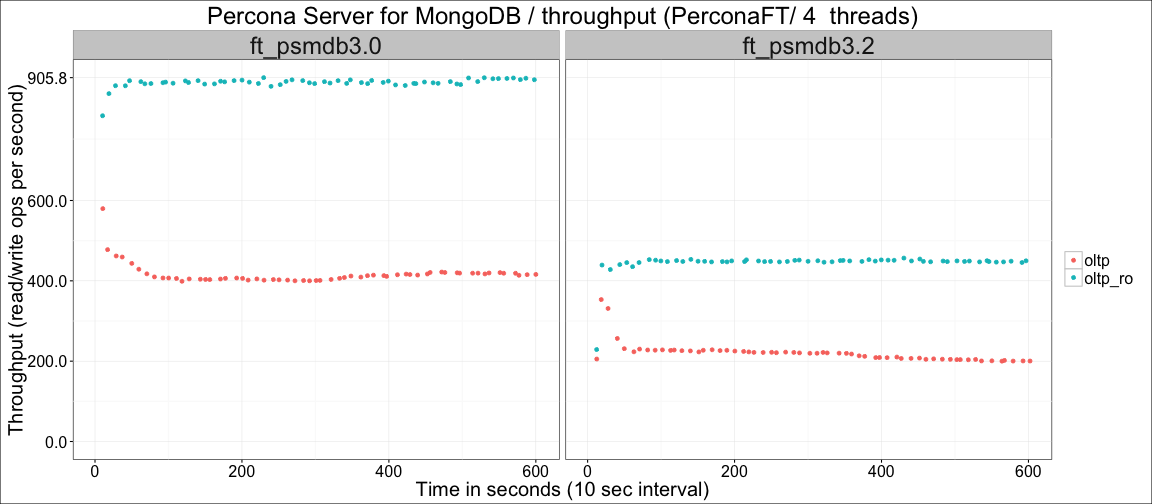 Percona Server for MongoDB / throughput (PerconaFT/ 4  threads)
ft_psmdb3.0
ft_psmdb3.2
Throughput (read/write ops per second)
905.8
600.0
400.0
200.0
0.0
0 200 400 600
0 200 400 600
Time in seconds (10 sec interval)
oltp
oltp_ro